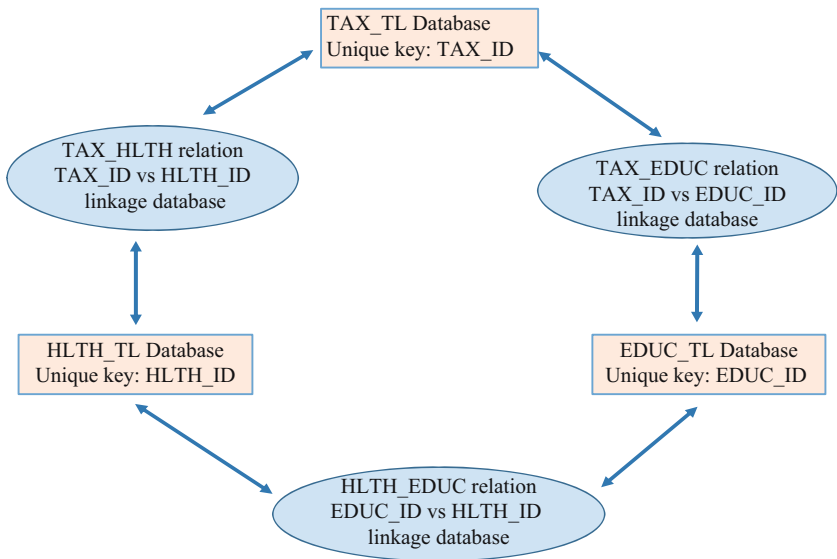 TAX_TL Database
Unique key: TAX_ID
TAX_HLTH relation
TAX_ID vs HLTH_ID
linkage database
TAX_EDUC relation
TAX_ID vs EDUC_ID
linkage database
HLTH_TL Database
Unique key: HLTH_ID
EDUC_TL Database
Unique key: EDUC_ID
HLTH_EDUC relation
EDUC_ID vs HLTH_ID
linkage database